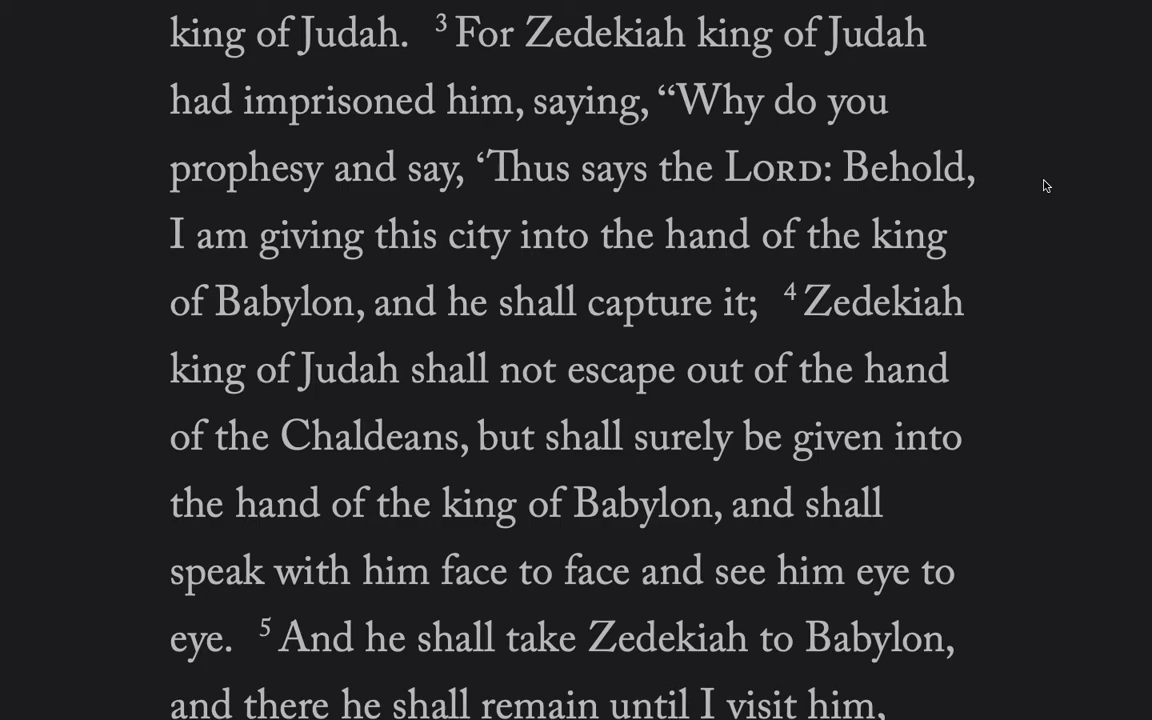 king of Judah. 3 For Zedekiah king of Judah
had imprisoned him, saying, “Why do you
prophesy and say, ‘Thus says the LORD: Behold,
I am giving this city into the hand of the king
of Babylon, and he shall capture it; 4 Zedekiah
king of Judah shall not escape out of the hand
of the Chaldeans, but shall surely be given into
the hand of the king of Babylon, and shall
speak with him face to face and see him eye to
eye. 5 And he shall take Zedekiah to Babylon,
and there he shall remain until I visit him,